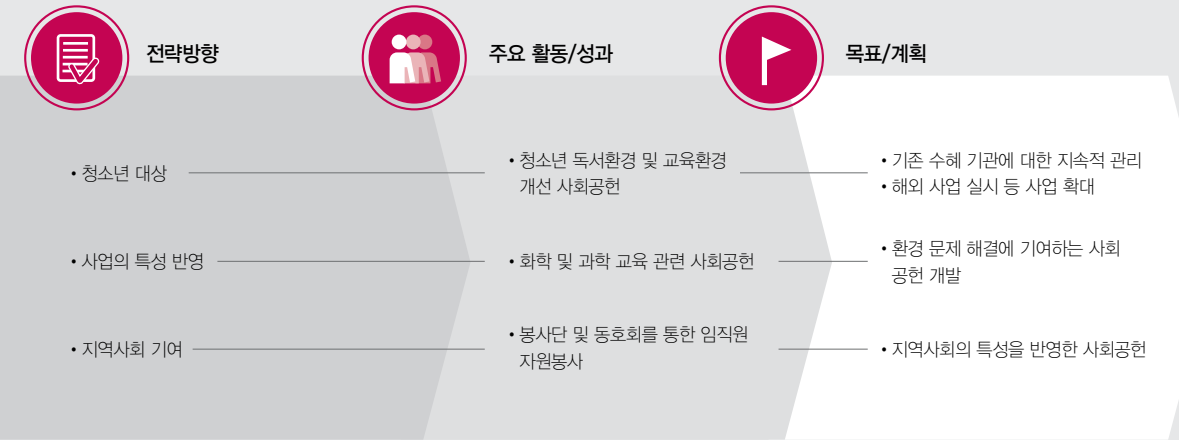 전략방향
주요 활동/성과
목표/계획
• 청소년 대상
• 청소년 독서환경 및 교육환경
개선 사회공헌
• 기존 수혜 기관에 대한 지속적 관리
• 해외 사업 실시 등 사업 확대
• 사업의 특성 반영
• 화학 및 과학 교육 관련 사회공헌
• 환경 문제 해결에 기여하는 사회
공헌 개발
• 지역사회 기여
• 봉사단 및 동호회를 통한 임직원
자원봉사
• 지역사회의 특성을 반영한 사회공헌